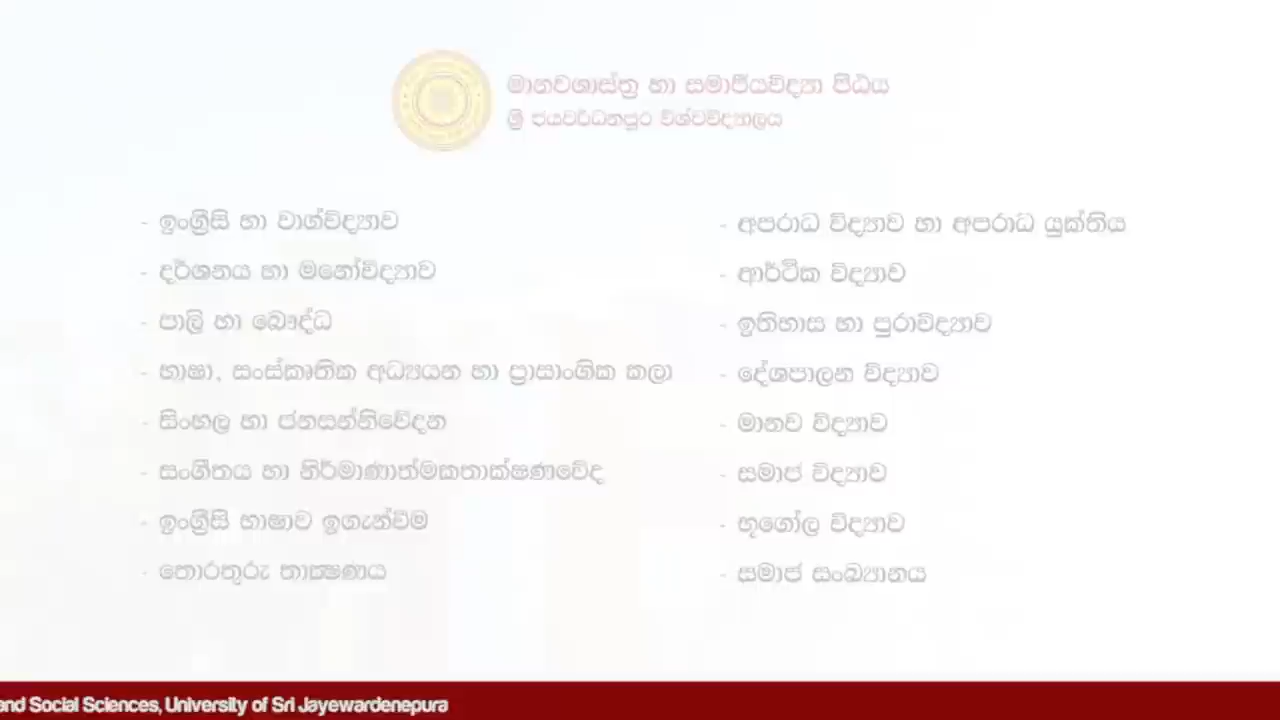 මානවශාස්ත්‍ර හා සමාජීයවිද්‍යා පීඨය
ශ්‍රී ජයවර්ධනපුර විශ්වවිද්‍යාලය
- ඉංග්‍රීසි හා වාග්විද්‍යාව
- දර්ශනය හා මනෝවිද්‍යාව
- පාලි හා බෞද්ධ
- භාෂා, සංස්කෘතික අධ්‍යයන හා ප්‍රාසාංගික කලා
- සිංහල හා ජනසන්නිවේදන
- සංගීතය හා නිර්මාණාත්මකතාක්ෂණවේද
- ඉංග්‍රීසි භාෂාව ඉගැන්වීම
- තොරතුරු තාක්‍ෂණය
- අපරාධ විද්‍යාව හා අපරාධ යුක්තිය
- ආර්ථික විද්‍යාව
- ඉතිහාස හා පුරාවිද්‍යාව
- දේශපාලන විද්‍යාව
- මානව විද්‍යාව
- සමාජ විද්‍යාව
- භූගෝල විද්‍යාව
- සමාජ සංඛ්‍යානය
and Social Sciences, University of Sri Jayewardenepura